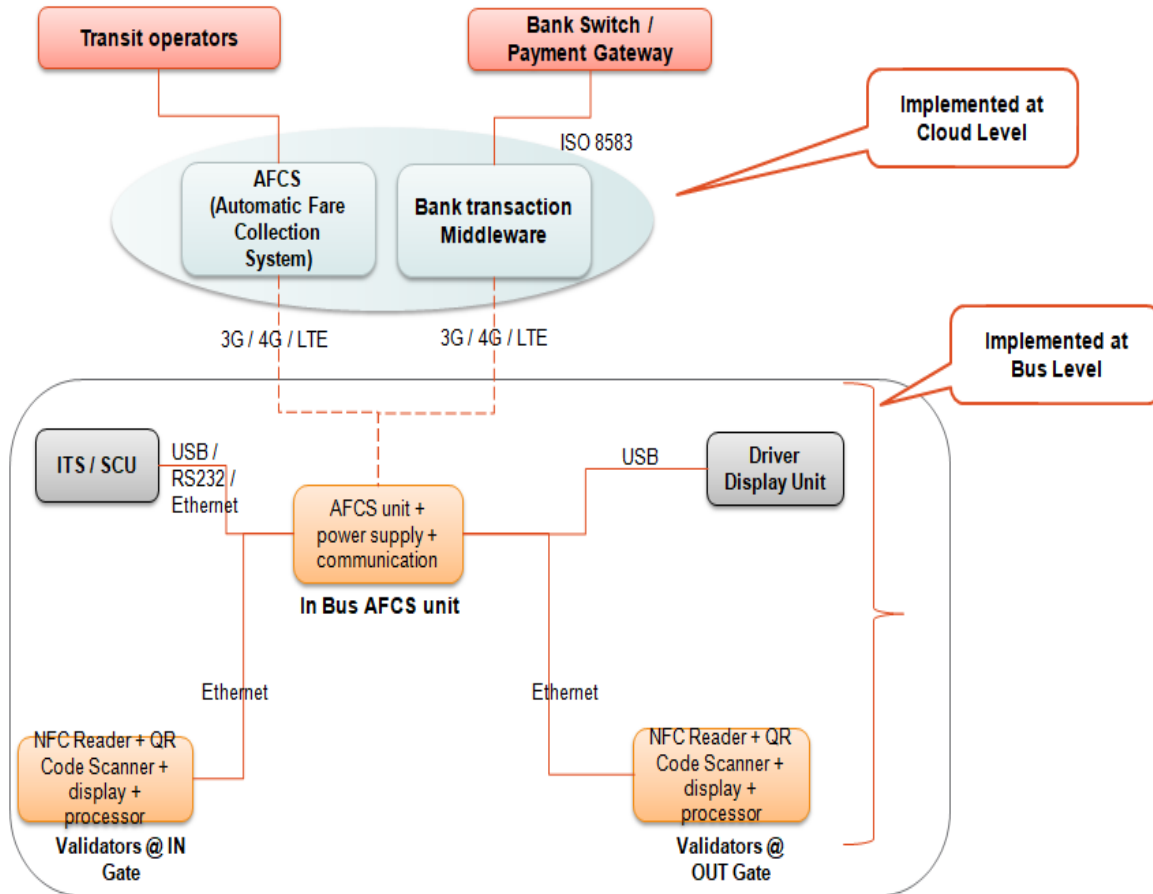 Transit operators
Bank Switch /
Payment Gateway
Implemented at
Cloud Level
ISO 8583
AFCS
(Automatic Fare
Collection
System)
Bank transaction
Middleware
3G / 4G / LTE
3G / 4G / LTE
Implemented at
Bus Level
ITS / SCU
USB /
RS232 /
Ethernet
USB
Driver
Display Unit
AFCS unit +
power supply +
communication
In Bus AFCS unit
Ethernet
Ethernet
NFC Reader + QR
Code Scanner +
display +
processor
Validators @ IN
Gate
NFC Reader + QR
Code Scanner +
display +
processor
Validators @
OUT Gate